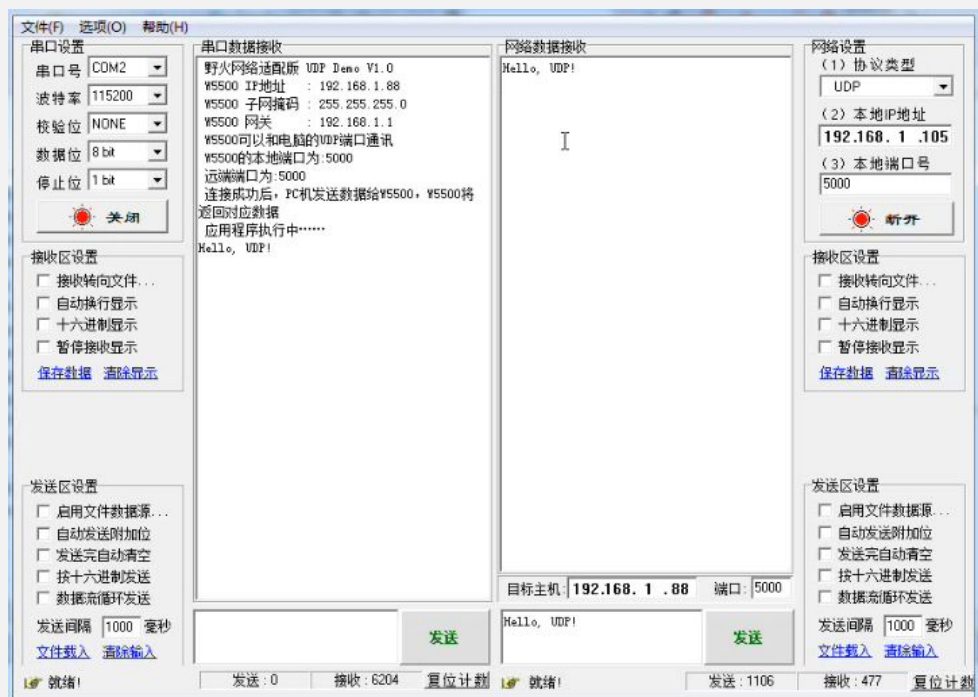 文件(F) 选项(O) 帮助(H)
串口设置
串口号 COM2
波特率 115200
校验位 NONE
数据位 8 bit
停止位 1 bit
关闭
接收区设置
接收转向文件...
自动换行显示
十六进制显示
暂停接收显示
保存数据 清除显示
发送区设置
启用文件数据源...
自动发送附加位
发送完自动清空
按十六进制发送
数据流循环发送
发送间隔 1000 毫秒
文件载入 清除输入
就绪!
串口数据接收
野火网络适配版 UDP Demo V1.0
W5500 IP地址 : 192.168.1.88
W5500 子网掩码 : 255.255.255.0
W5500 网关 : 192.168.1.1
W5500可以和电脑的UDP端口通讯
W5500的本地端口为:5000
远端端口为:5000
连接成功后，PC机发送数据给W5500，W5500将
返回对应数据
应用程序执行中……
Hello, UDP!
发送
发送 : 0 接收 : 6204 复位计数
网络数据接收
Hello, UDP!
目标主机: 192.168. 1 .88 端口: 5000
Hello, UDP!
发送
就绪!
发送 : 1106 接收 : 477 复位计数
网络设置
(1) 协议类型
UDP
(2) 本地IP地址
192.168. 1 .105
(3) 本地端口号
5000
断开
接收区设置
接收转向文件...
自动换行显示
十六进制显示
暂停接收显示
保存数据 清除显示
发送区设置
启用文件数据源...
自动发送附加位
发送完自动清空
按十六进制发送
数据流循环发送
发送间隔 1000 毫秒
文件载入 清除输入